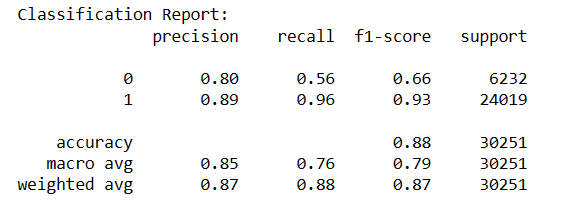 Classification Report:
precision recall f1-score support
0 0.80 0.56 0.66 6232
1 0.89 0.96 0.93 24019
accuracy 0.88 30251
macro avg 0.85 0.76 0.79 30251
weighted avg 0.87 0.88 0.87 30251